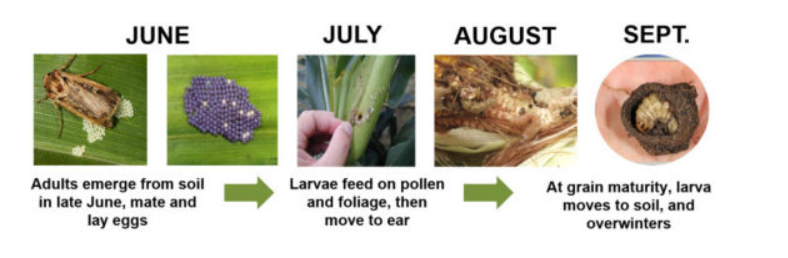 JUNE
JULY
AUGUST
SEPT.
Adults emerge from soil
in late June, mate and
lay eggs
Larvae feed on pollen
and foliage, then
move to ear
At grain maturity, larva
moves to soil, and
overwinters